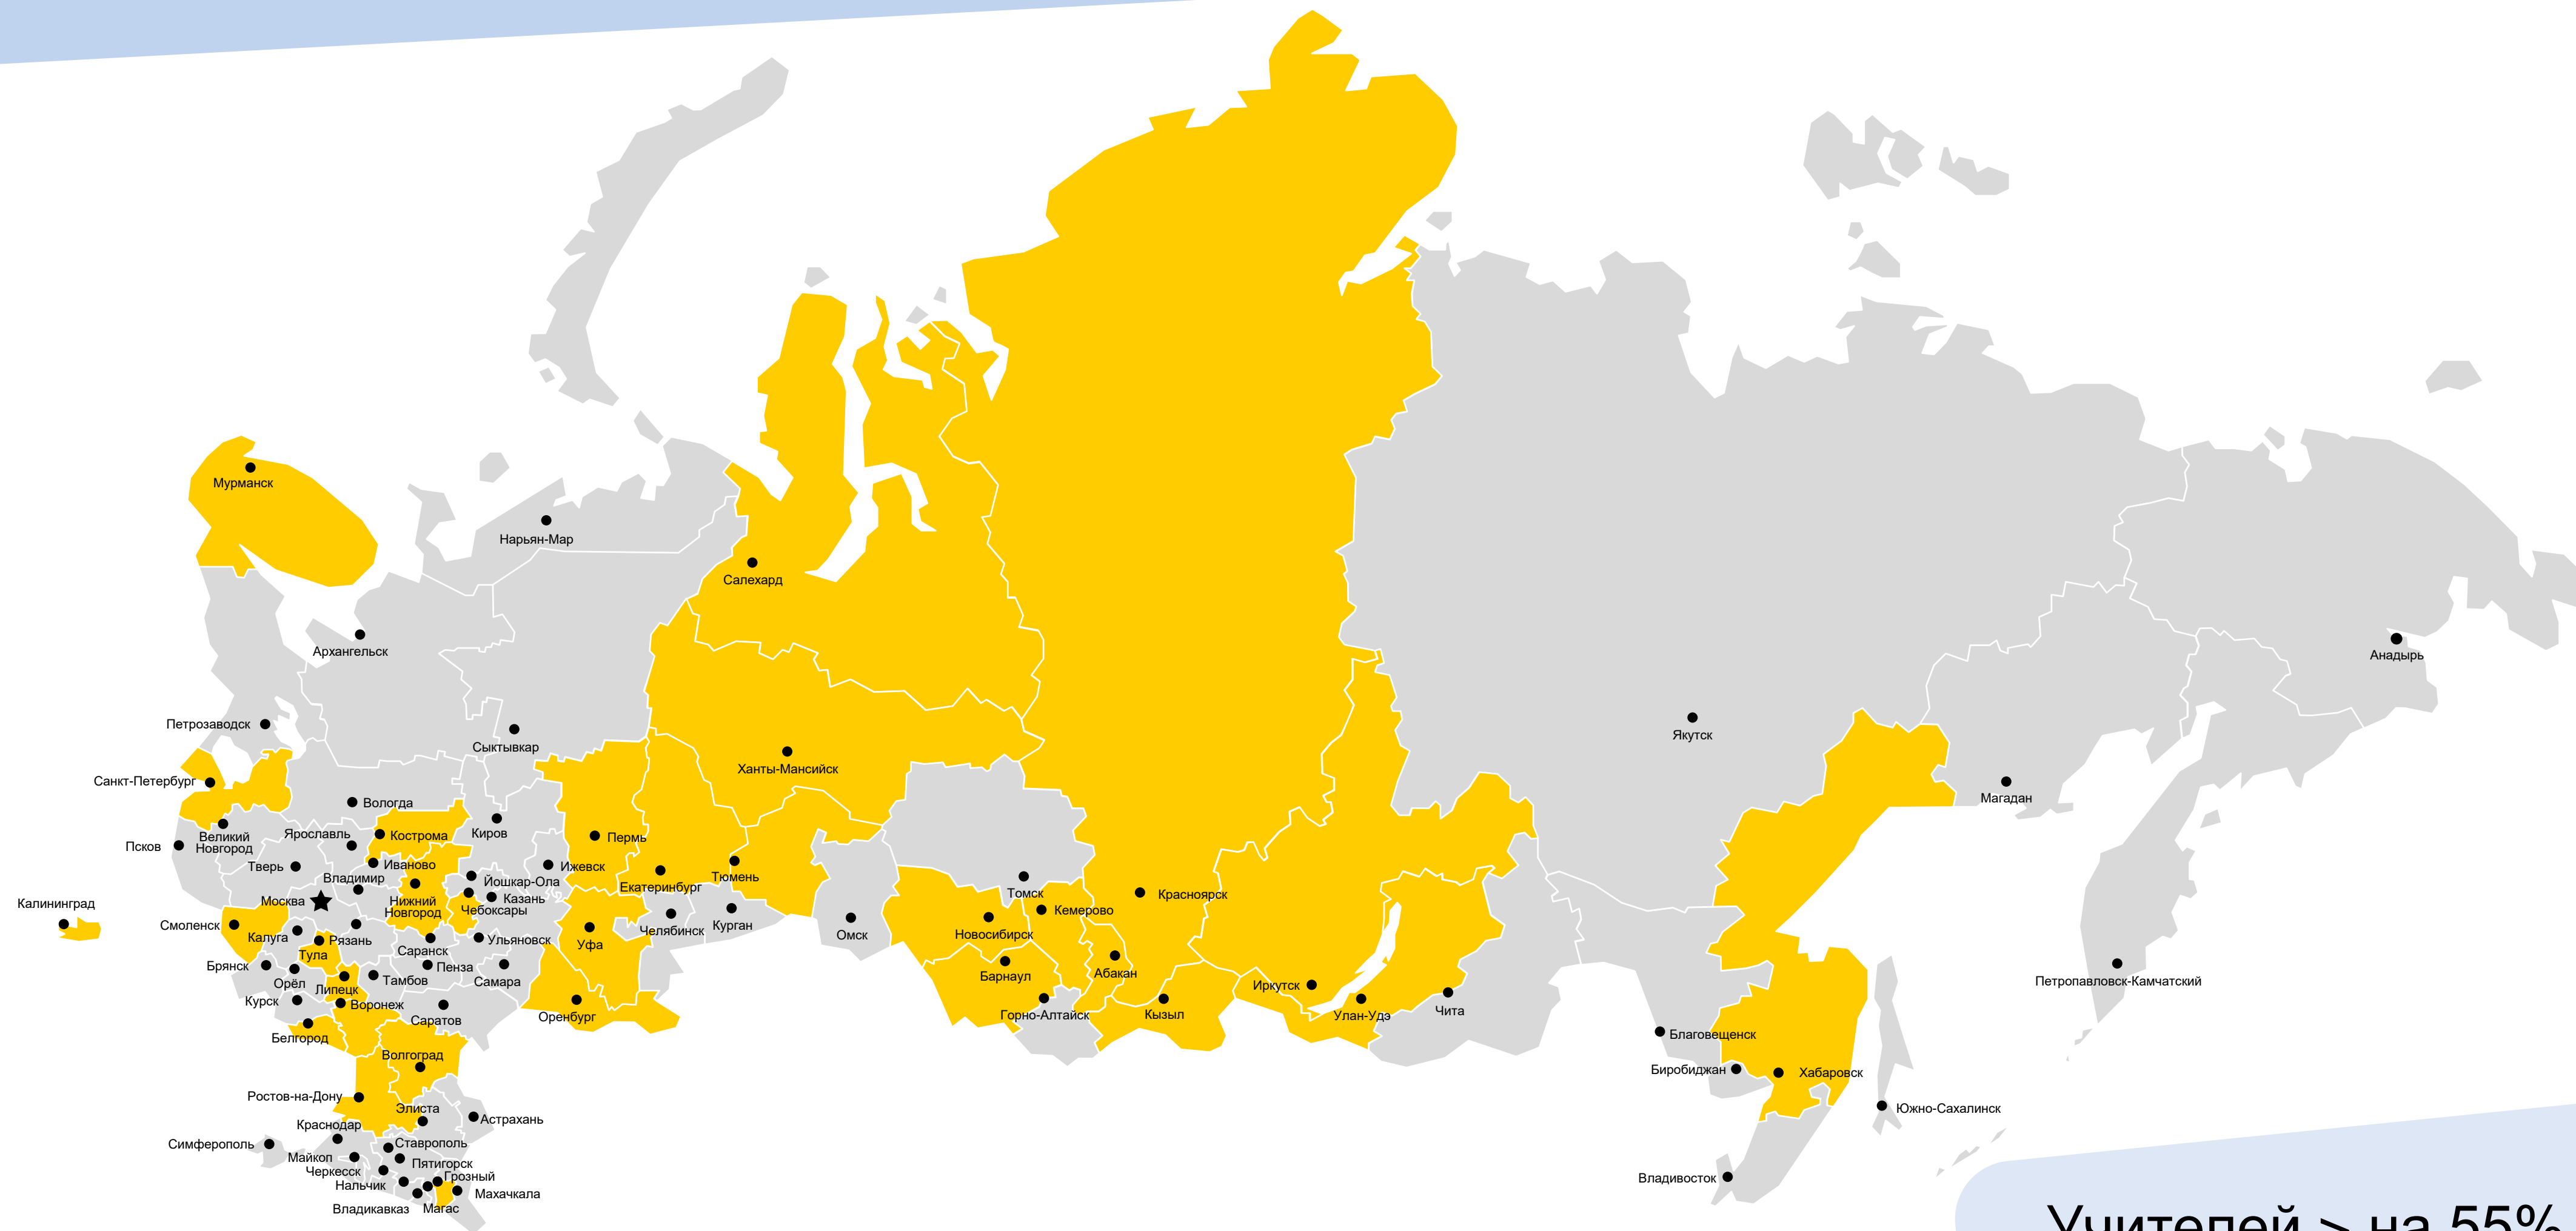 Мурманск
Нарьян-Мар
Салехард
Архангельск
Анадырь
Петрозаводск
Сыктывкар
Якутск
Ханты-Мансийск
Санкт-Петербург
Магадан
Вологда
Великий
Новгород
Ярославль
Кострома
Киров
Пермь
Псков
Тверь
Иваново
Ижевск
Владимир
Йошкар-Ола
Екатеринбург
Тюмень
Томск
Красноярск
Калининград
Москва
Нижний
Новгород
Казань
Чебоксары
Кемерово
Смоленск
Калуга
Рязань
Ульяновск
Уфа
Челябинск
Курган
Омск
Новосибирск
Тула
Саранск
Брянск
Пенза
Барнаул
Абакан
Орёл
Липецк
Тамбов
Самара
Иркутск
Петропавловск-Камчатский
Курск
Воронеж
Саратов
Оренбург
Горно-Алтайск
Кызыл
Улан-Удэ
Чита
Белгород
Благовещенск
Волгоград
Биробиджан
Хабаровск
Ростов-на-Дону
Элиста
Астрахань
Южно-Сахалинск
Краснодар
Симферополь
Ставрополь
Майкоп
Пятигорск
Черкесск
Грозный
Нальчик
Махачкала
Владивосток
Владикавказ
Магас
Учителей > на 55%